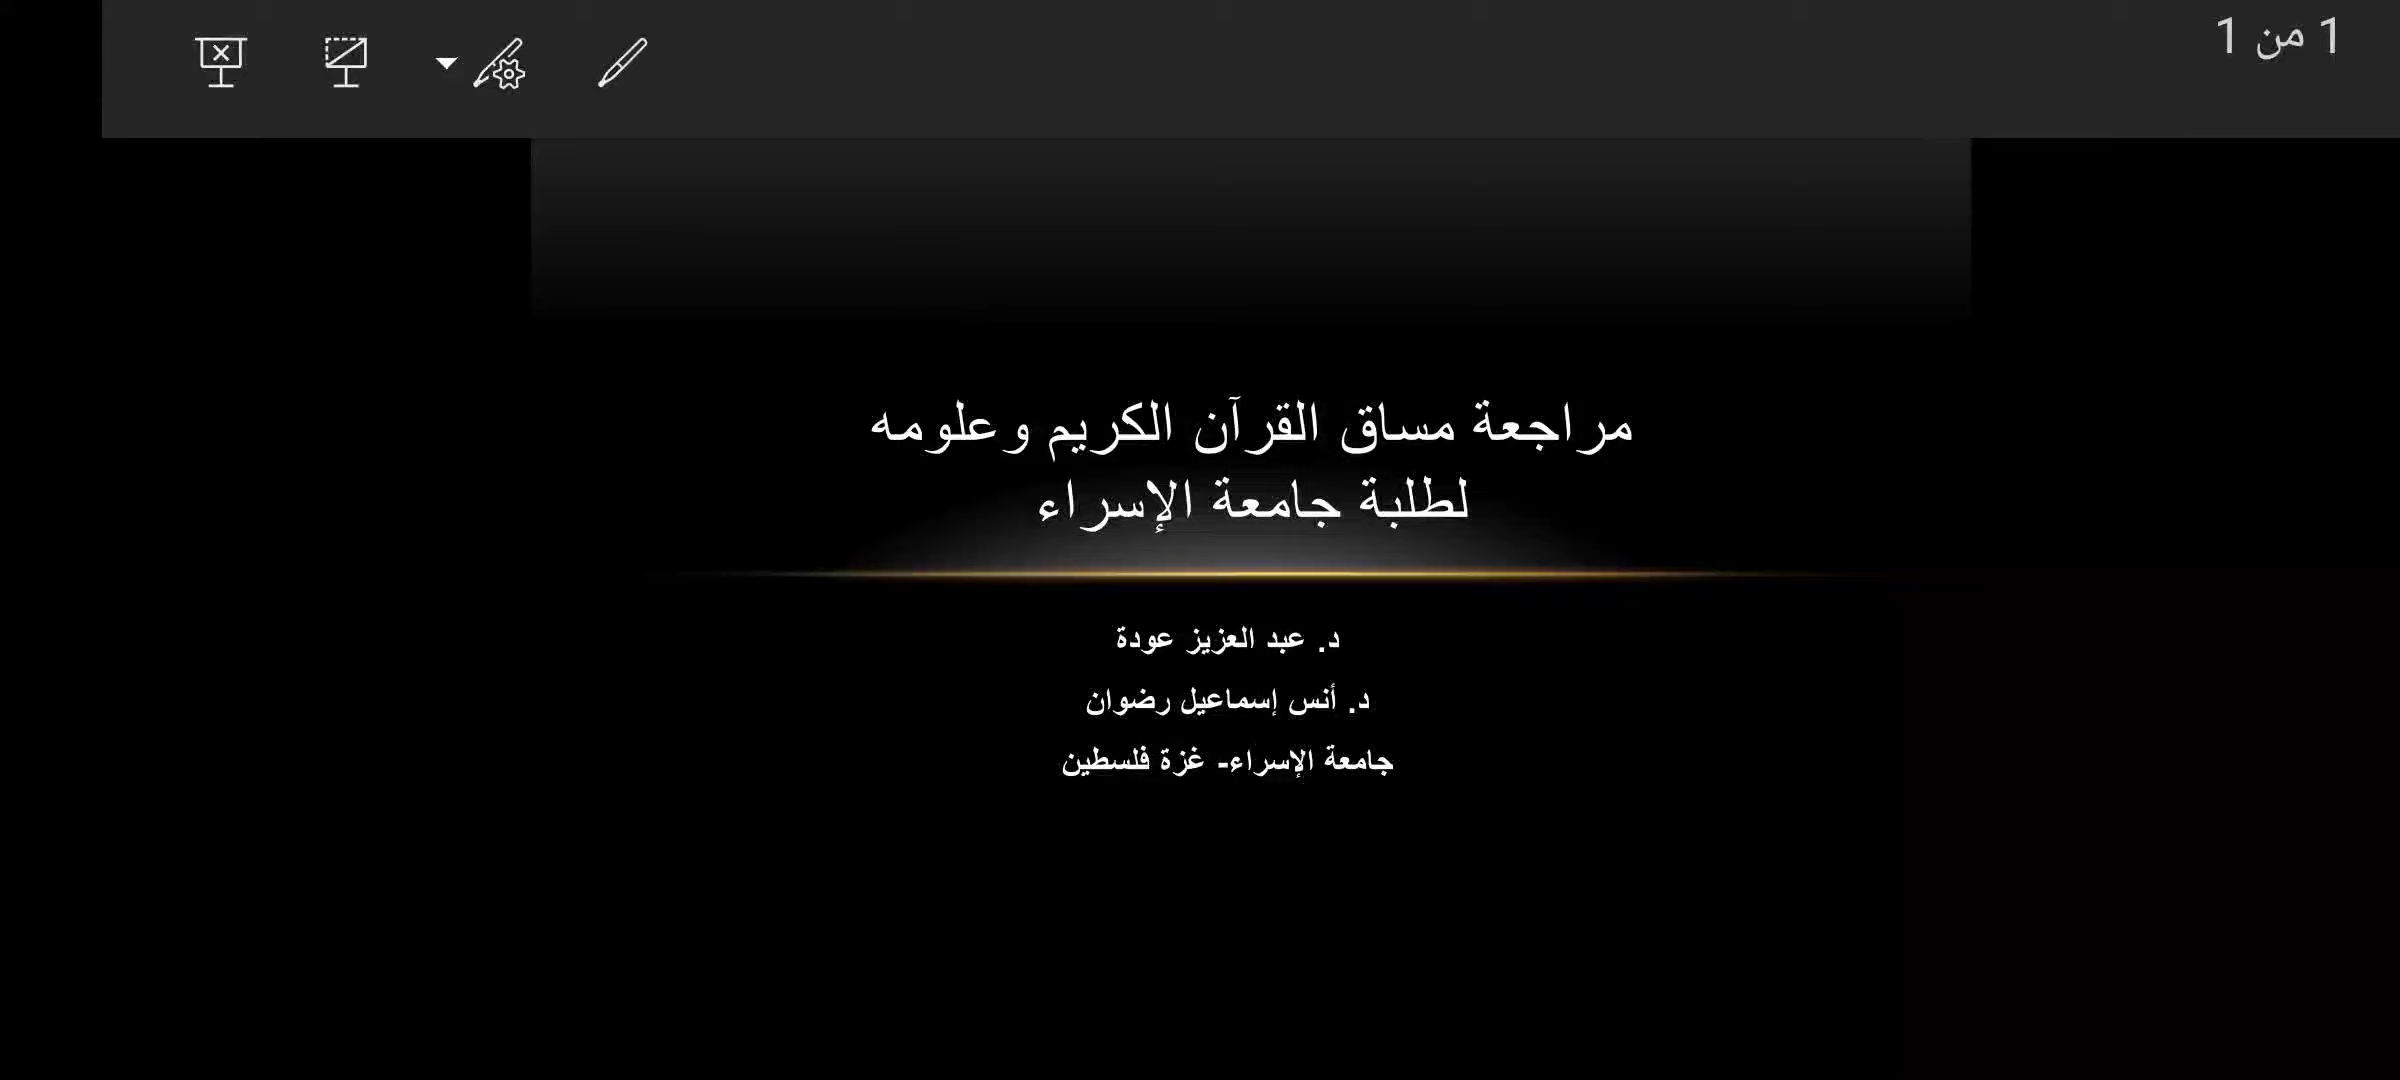 1 من 1
مراجعة مساق القرآن الكريم وعلومه
لطلبة جامعة الإسراء
د. عبد العزيز عودة
د. أنس إسماعيل رضوان
جامعة الإسراء- غزة فلسطين